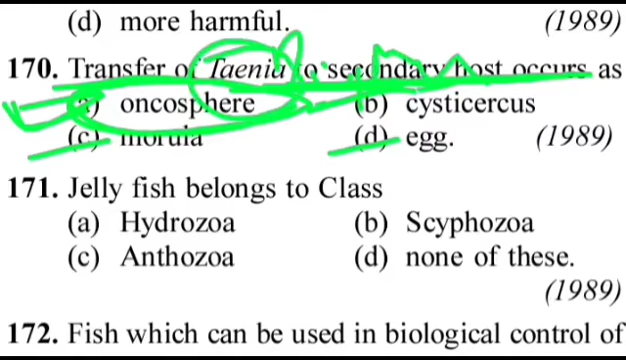 (d) more harmful. (1989)
170. Transfer of Taenia to secondary host occurs as
(a) oncosphere (b) cysticercus
(c) morula (d) egg. (1989)
171. Jelly fish belongs to Class
(a) Hydrozoa (b) Scyphozoa
(c) Anthozoa (d) none of these.
(1989)
172. Fish which can be used in biological control of